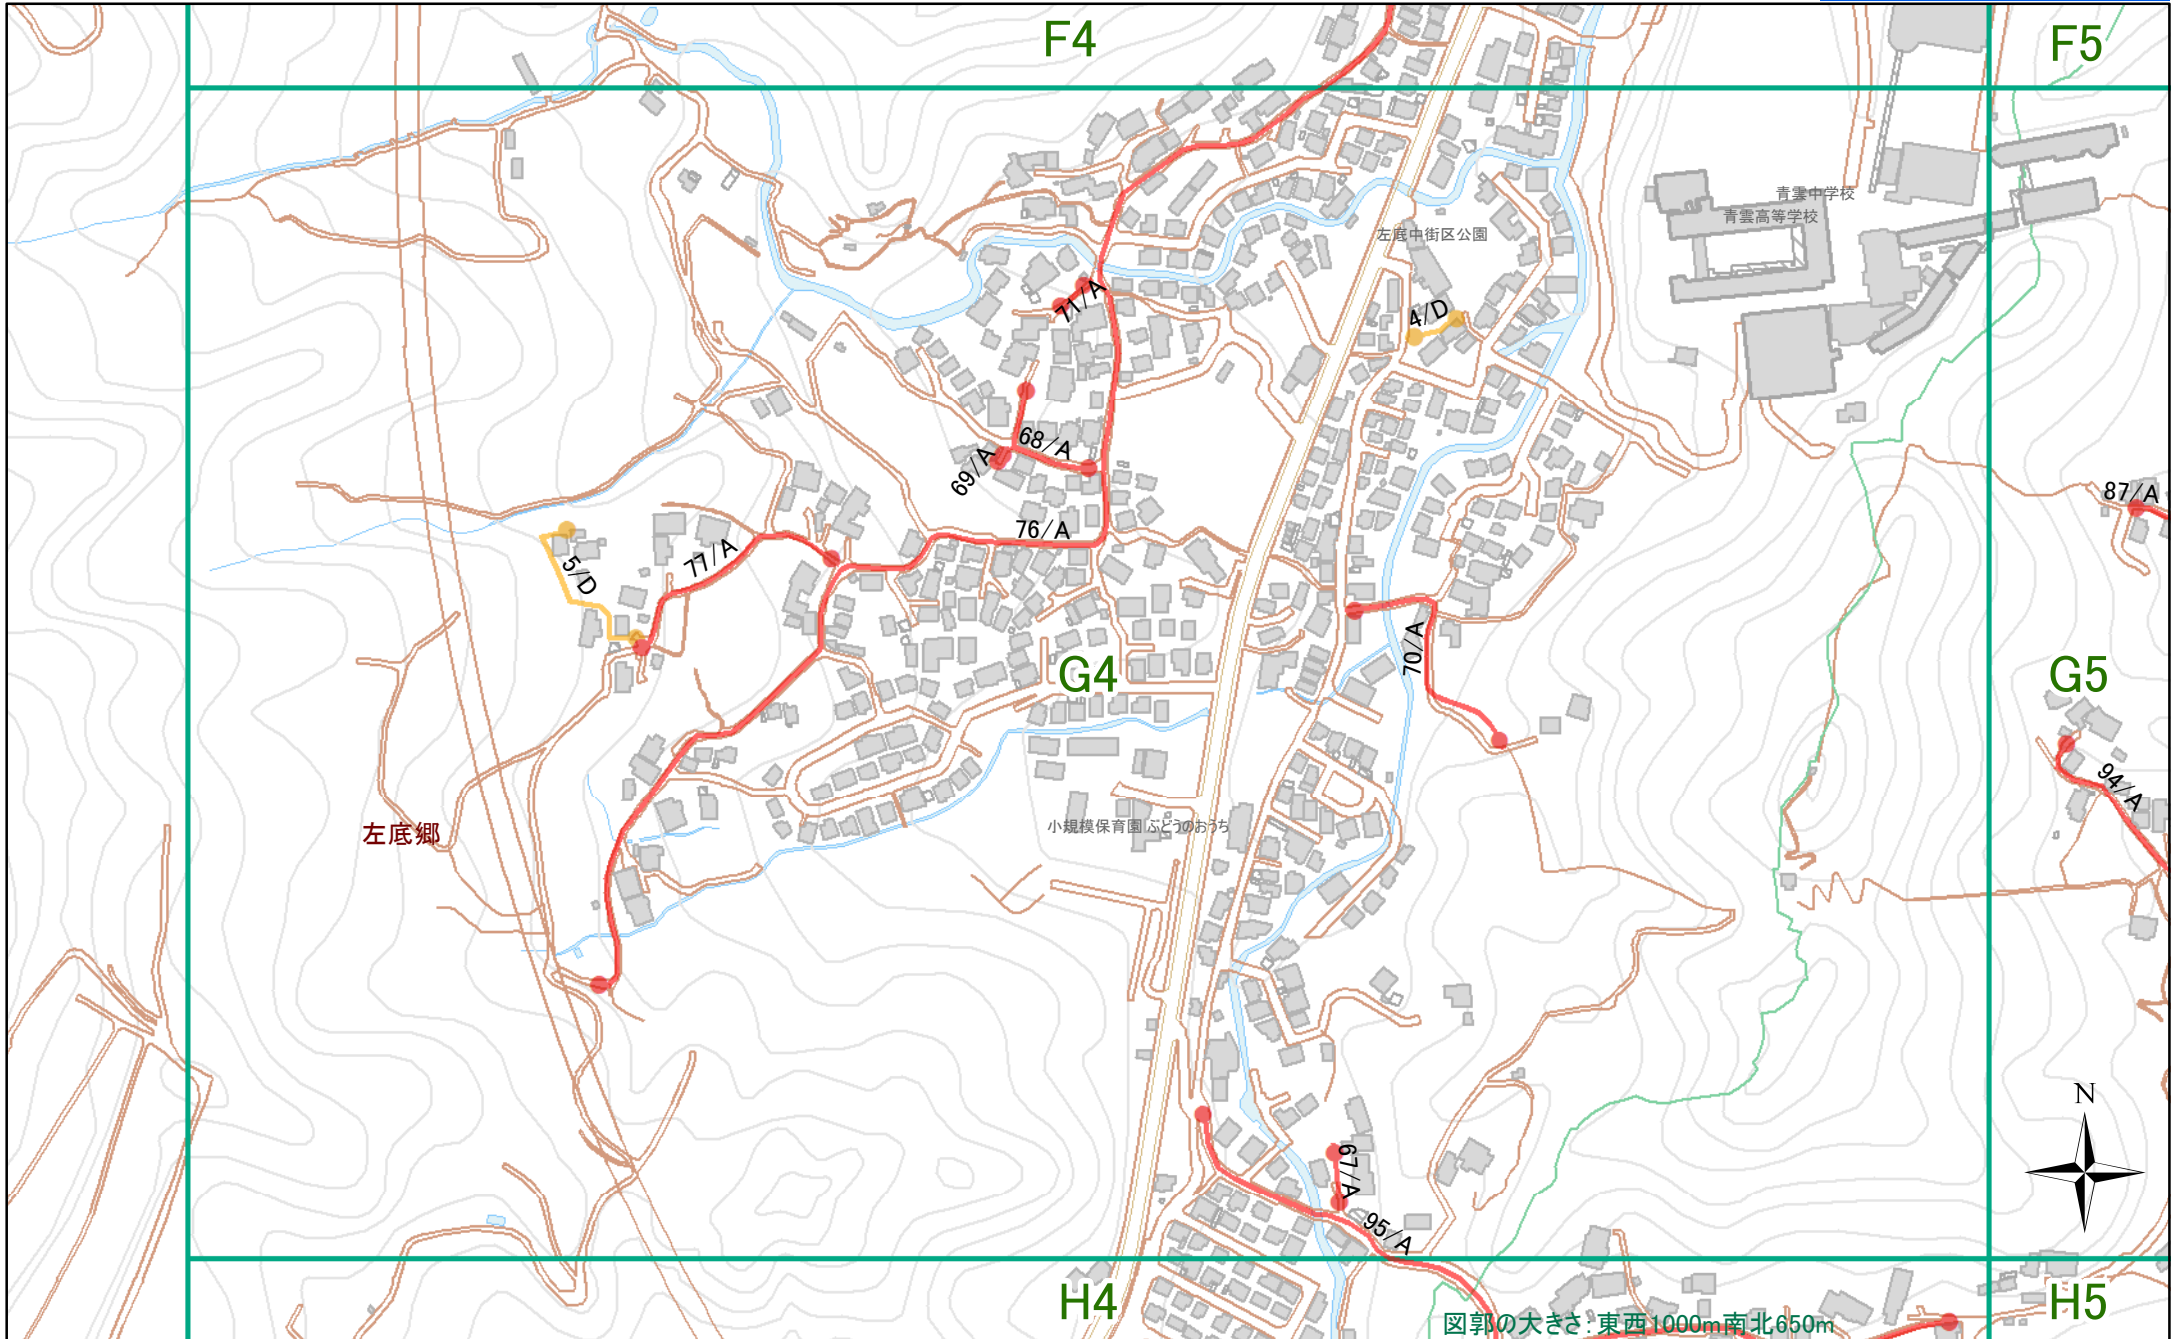 F4
F5
青雲中学校
青雲高等学校
左底中街区公園
71/A
4/D
68/A
69/A
87/A
76/A
77/A
5/D
70/A
G4
G5
94/A
小規模保育園 ぶどうのおうち
左底郷
N
67/A
95/A
H4
H5
図郭の大きさ:東西1000m南北650m